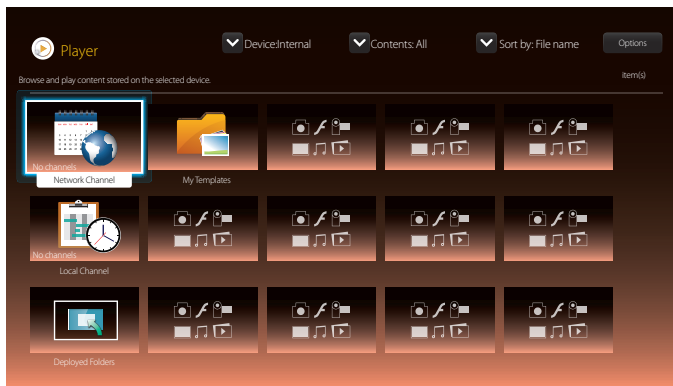 Player
Device:Internal
Contents: All
Sort by: File name
Options
Browse and play content stored on the selected device.
item(s)
No channels
Network Channel
My Templates
No channels
Local Channel
Deployed Folders